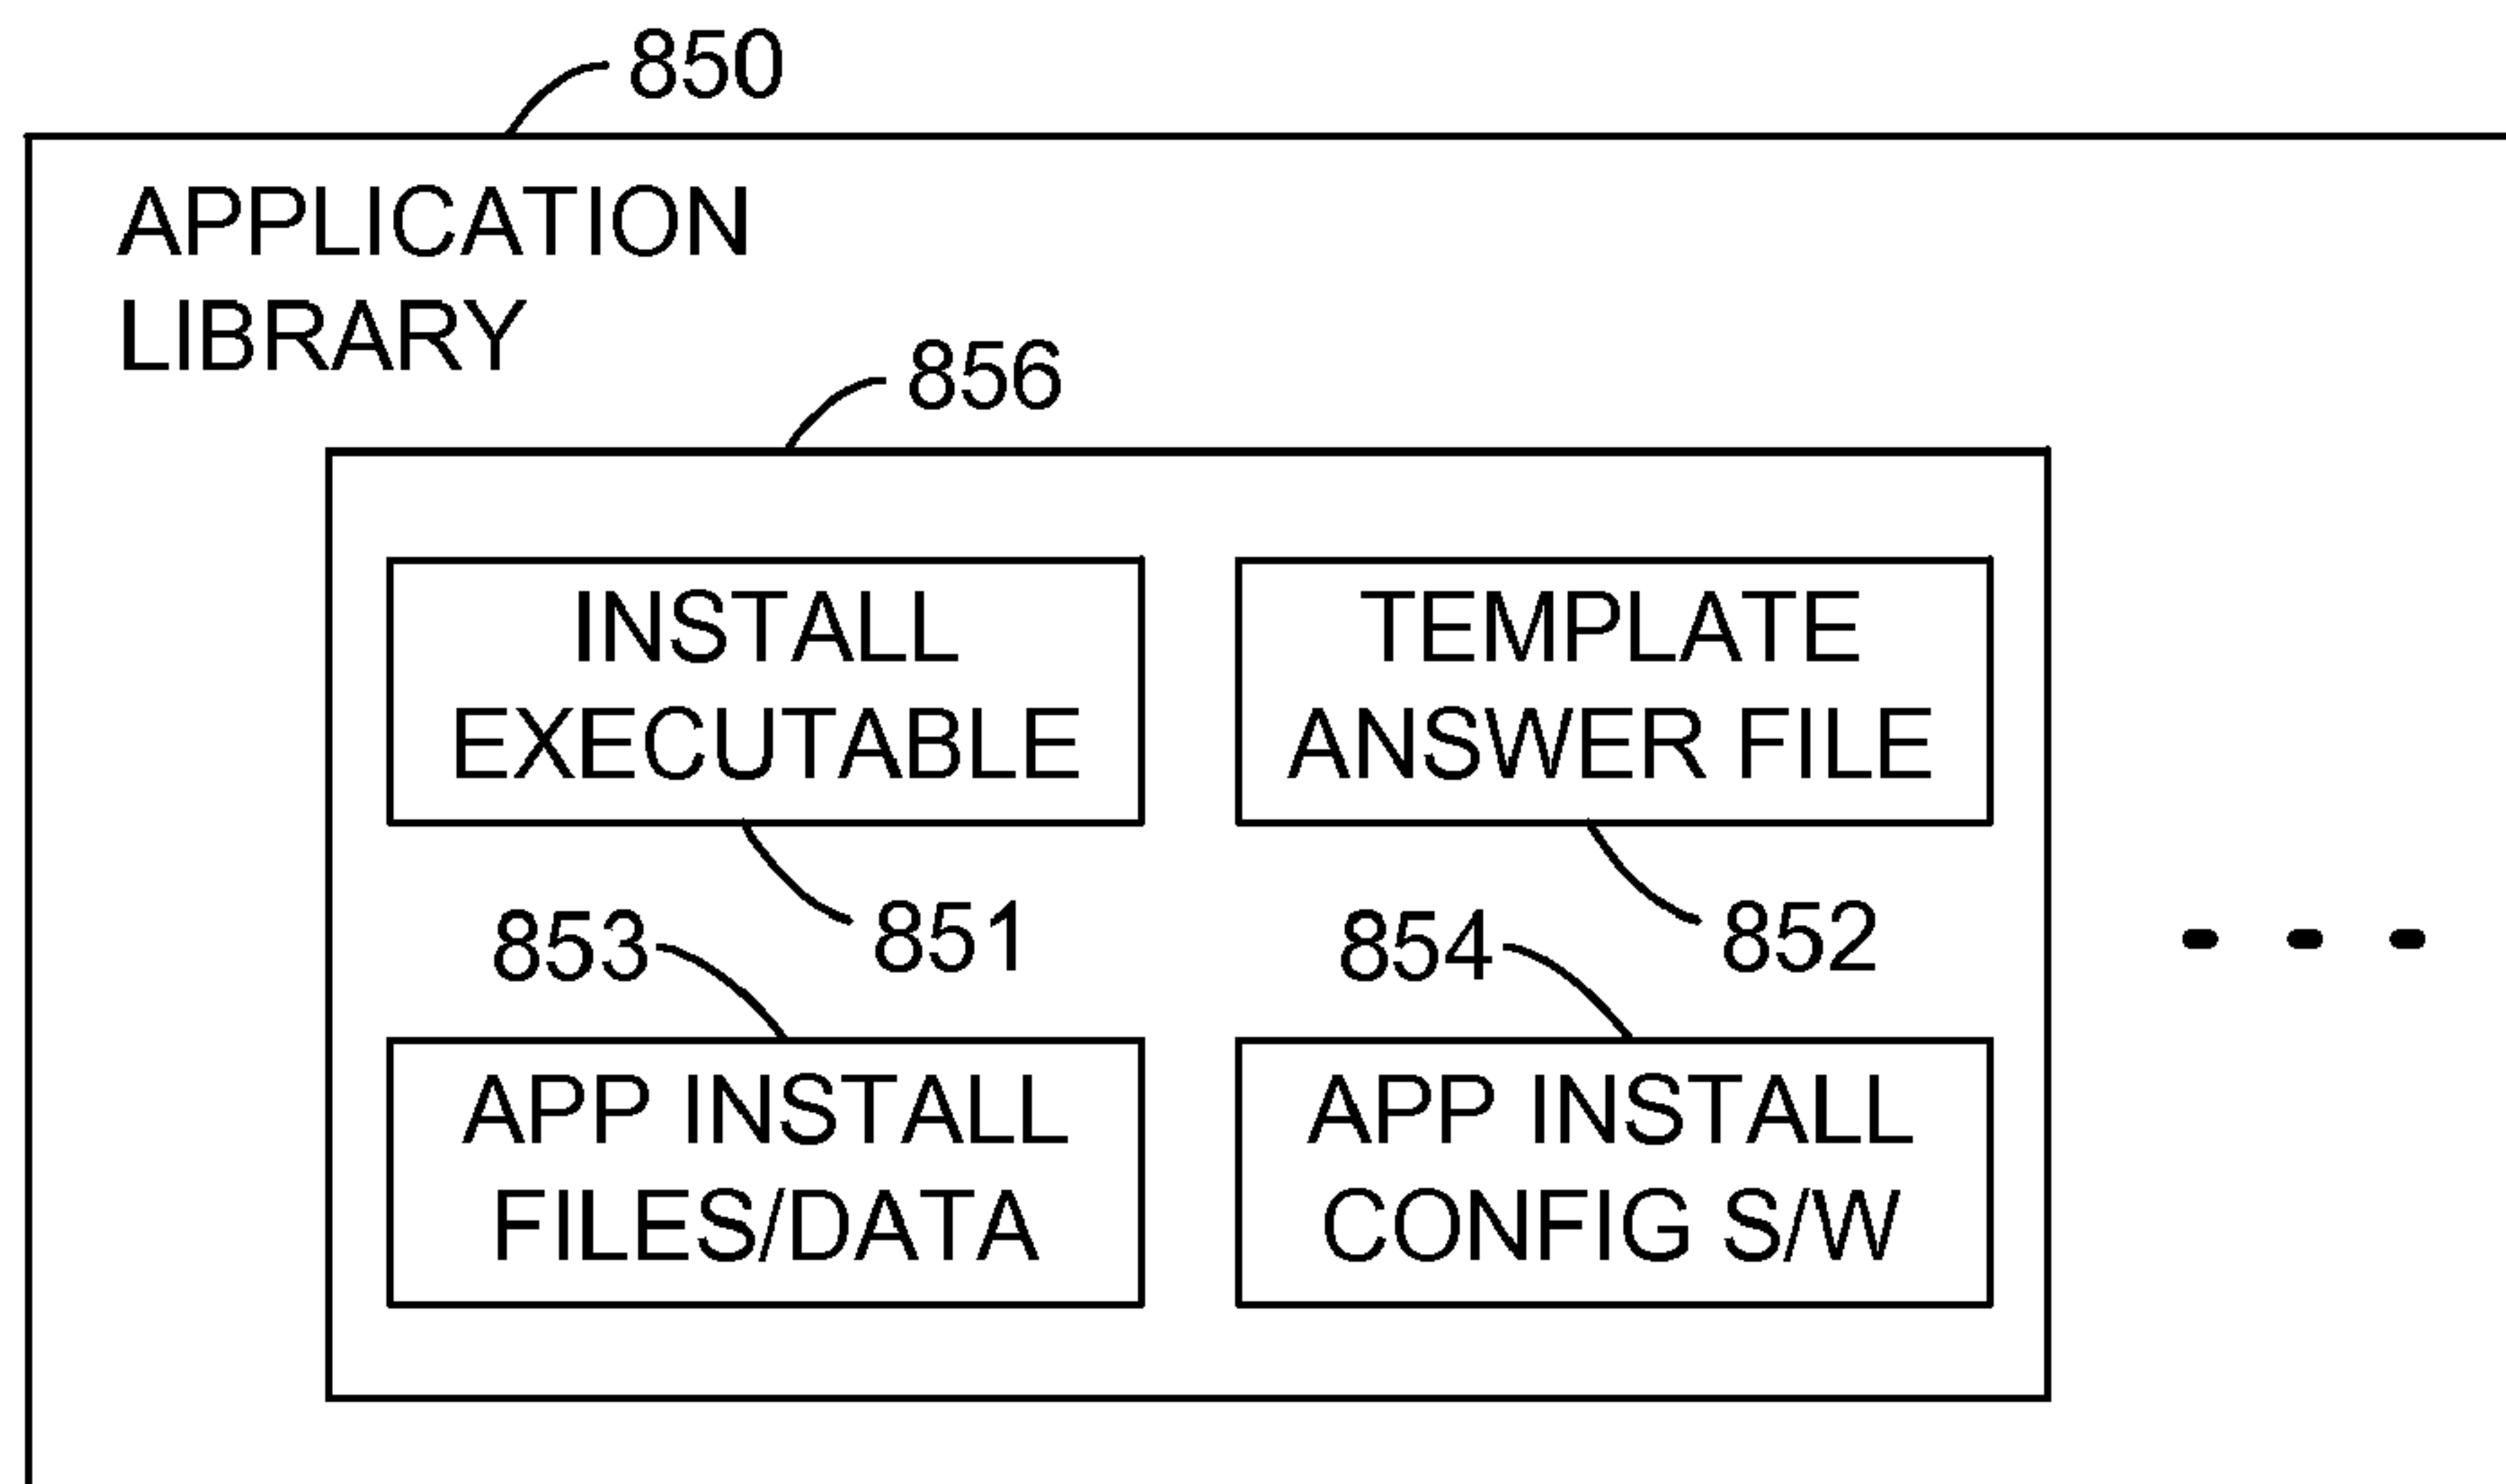 850
APPLICATION
LIBRARY
856
INSTALL
EXECUTABLE
TEMPLATE
ANSWER FILE
851
852
853
854
APP INSTALL
FILES/DATA
APP INSTALL
CONFIG S/W